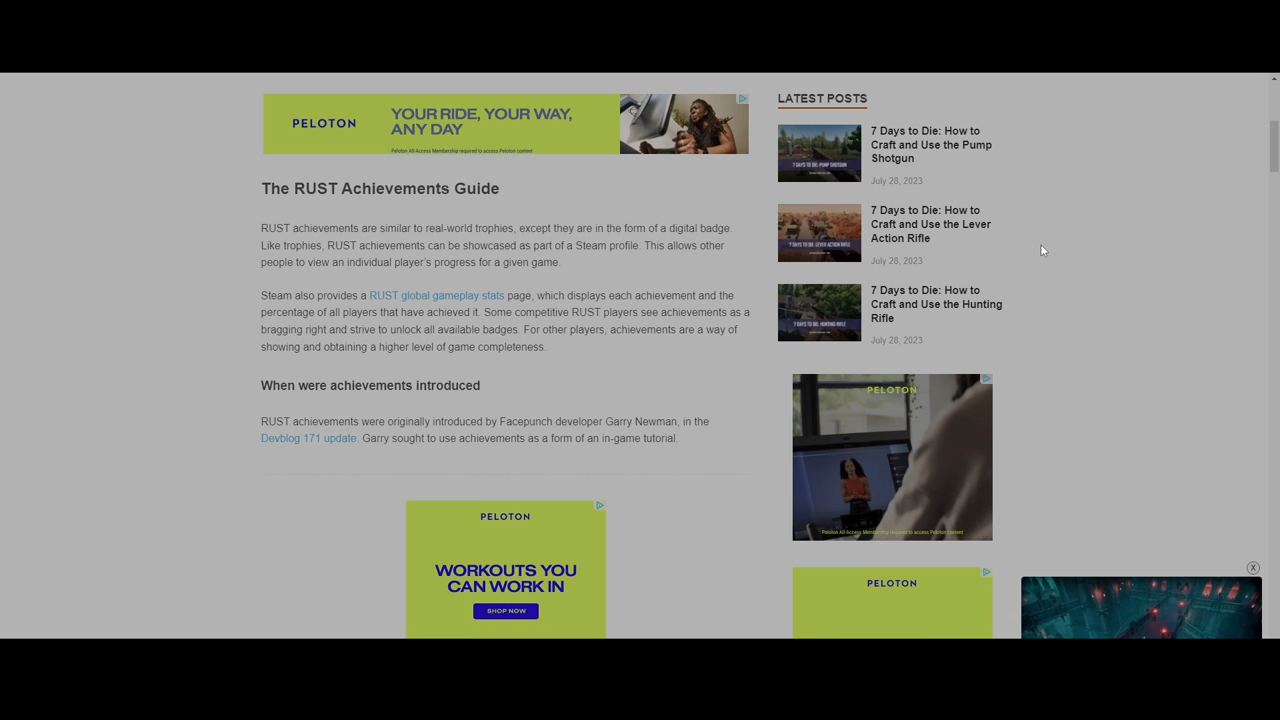 PELOTON
YOUR RIDE, YOUR WAY,
ANY DAY
Peloton All-Access Membership required to access Peloton content
The RUST Achievements Guide
RUST achievements are similar to real-world trophies, except they are in the form of a digital badge.
Like trophies, RUST achievements can be showcased as part of a Steam profile. This allows other
people to view an individual player's progress for a given game.
Steam also provides a RUST global gameplay stats page, which displays each achievement and the
percentage of all players that have achieved it. Some competitive RUST players see achievements as a
bragging right and strive to unlock all available badges. For other players, achievements are a way of
showing and obtaining a higher level of game completeness.
When were achievements introduced
RUST achievements were originally introduced by Facepunch developer Garry Newman, in the
Devblog 171 update. Garry sought to use achievements as a form of an in-game tutorial.
PELOTON
WORKOUTS YOU
CAN WORK IN
SHOP NOW
LATEST POSTS
7 DAYS TO DIE: PUMP SHOTGUN
7 Days to Die: How to
Craft and Use the Pump
Shotgun
July 28, 2023
7 DAYS TO DIE: LEVER ACTION RIFLE
7 Days to Die: How to
Craft and Use the Lever
Action Rifle
July 28, 2023
7 DAYS TO DIE: HUNTING RIFLE
7 Days to Die: How to
Craft and Use the Hunting
Rifle
July 28, 2023
PELOTON
Peloton All-Access Membership required to access Peloton content
PELOTON
X